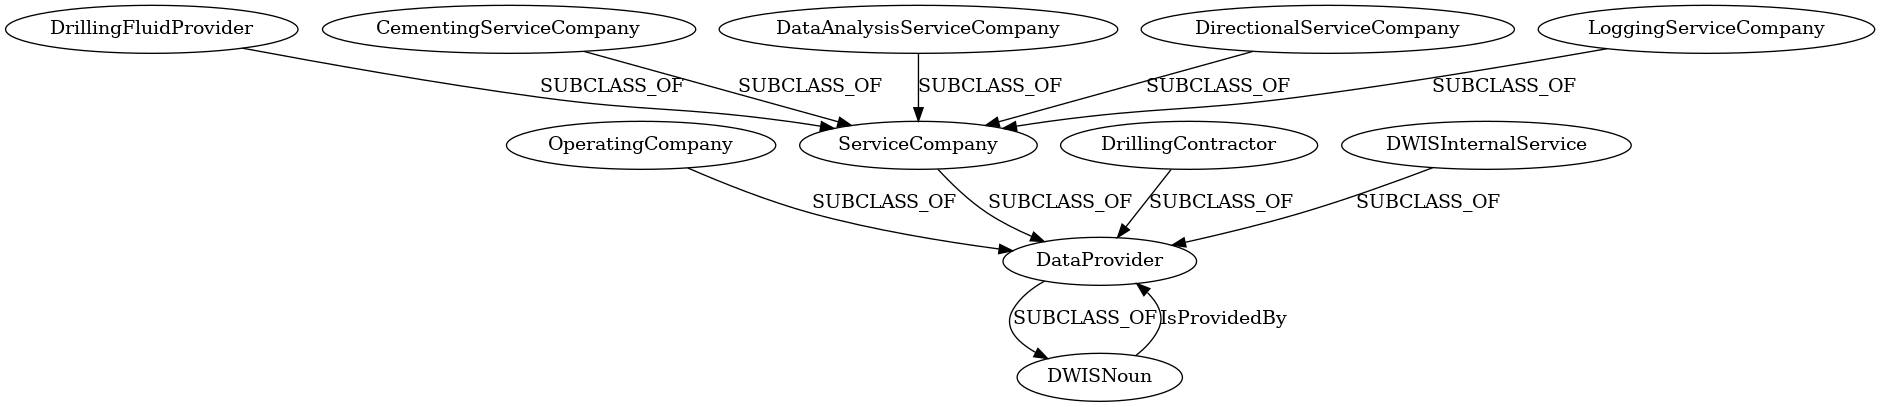 DrillingFluidProvider
CementingServiceCompany
DataAnalysisServiceCompany
DirectionalServiceCompany
LoggingServiceCompany
SUBCLASS_OF
SUBCLASS_OF
SUBCLASS_OF
SUBCLASS_OF
SUBCLASS_OF
OperatingCompany
ServiceCompany
DrillingContractor
DWISInternalService
SUBCLASS_OF
SUBCLASS_OF
SUBCLASS_OF
SUBCLASS_OF
DataProvider
SUBCLASS_OF
IsProvidedBy
DWISNoun